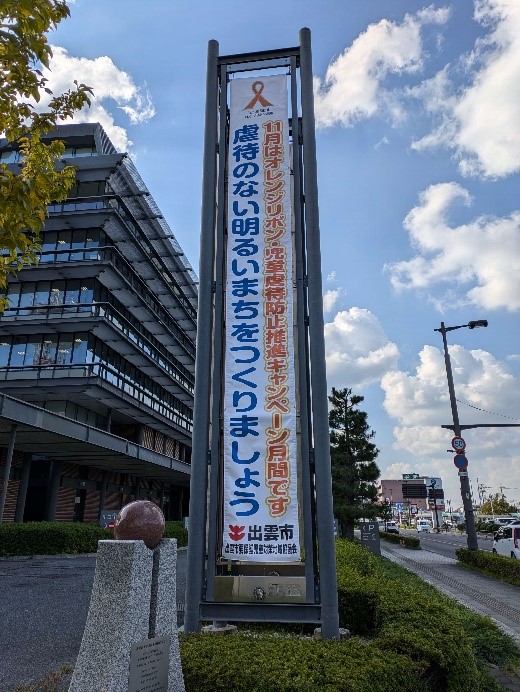 11月はオレンジリボン・児童虐待防止推進キャンペーン月間です
虐待のない明るいまちをつくりましょう
出雲市
50